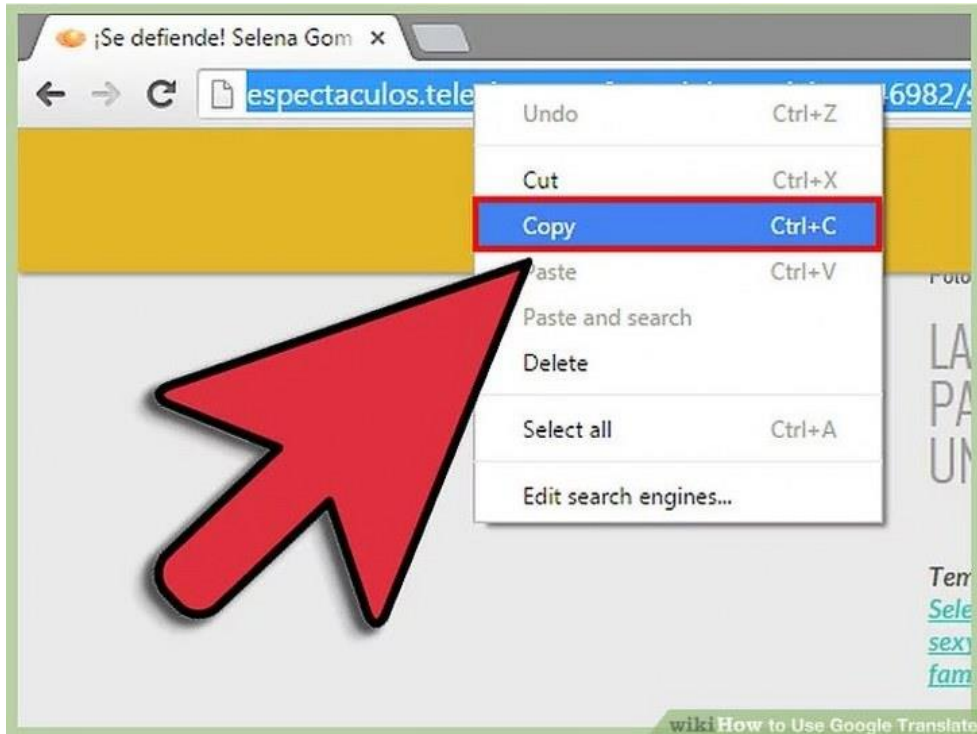 ¡Se defiende! Selena Gom
espectaculos.tele 46982/s
Undo Ctrl+Z
Cut Ctrl+X
Copy Ctrl+C
Paste Ctrl+V
Paste and search
Delete
Select all Ctrl+A
Edit search engines...
LA
PA
UN
Tem
Sele
sexy
fam
wikiHow to Use Google Translate